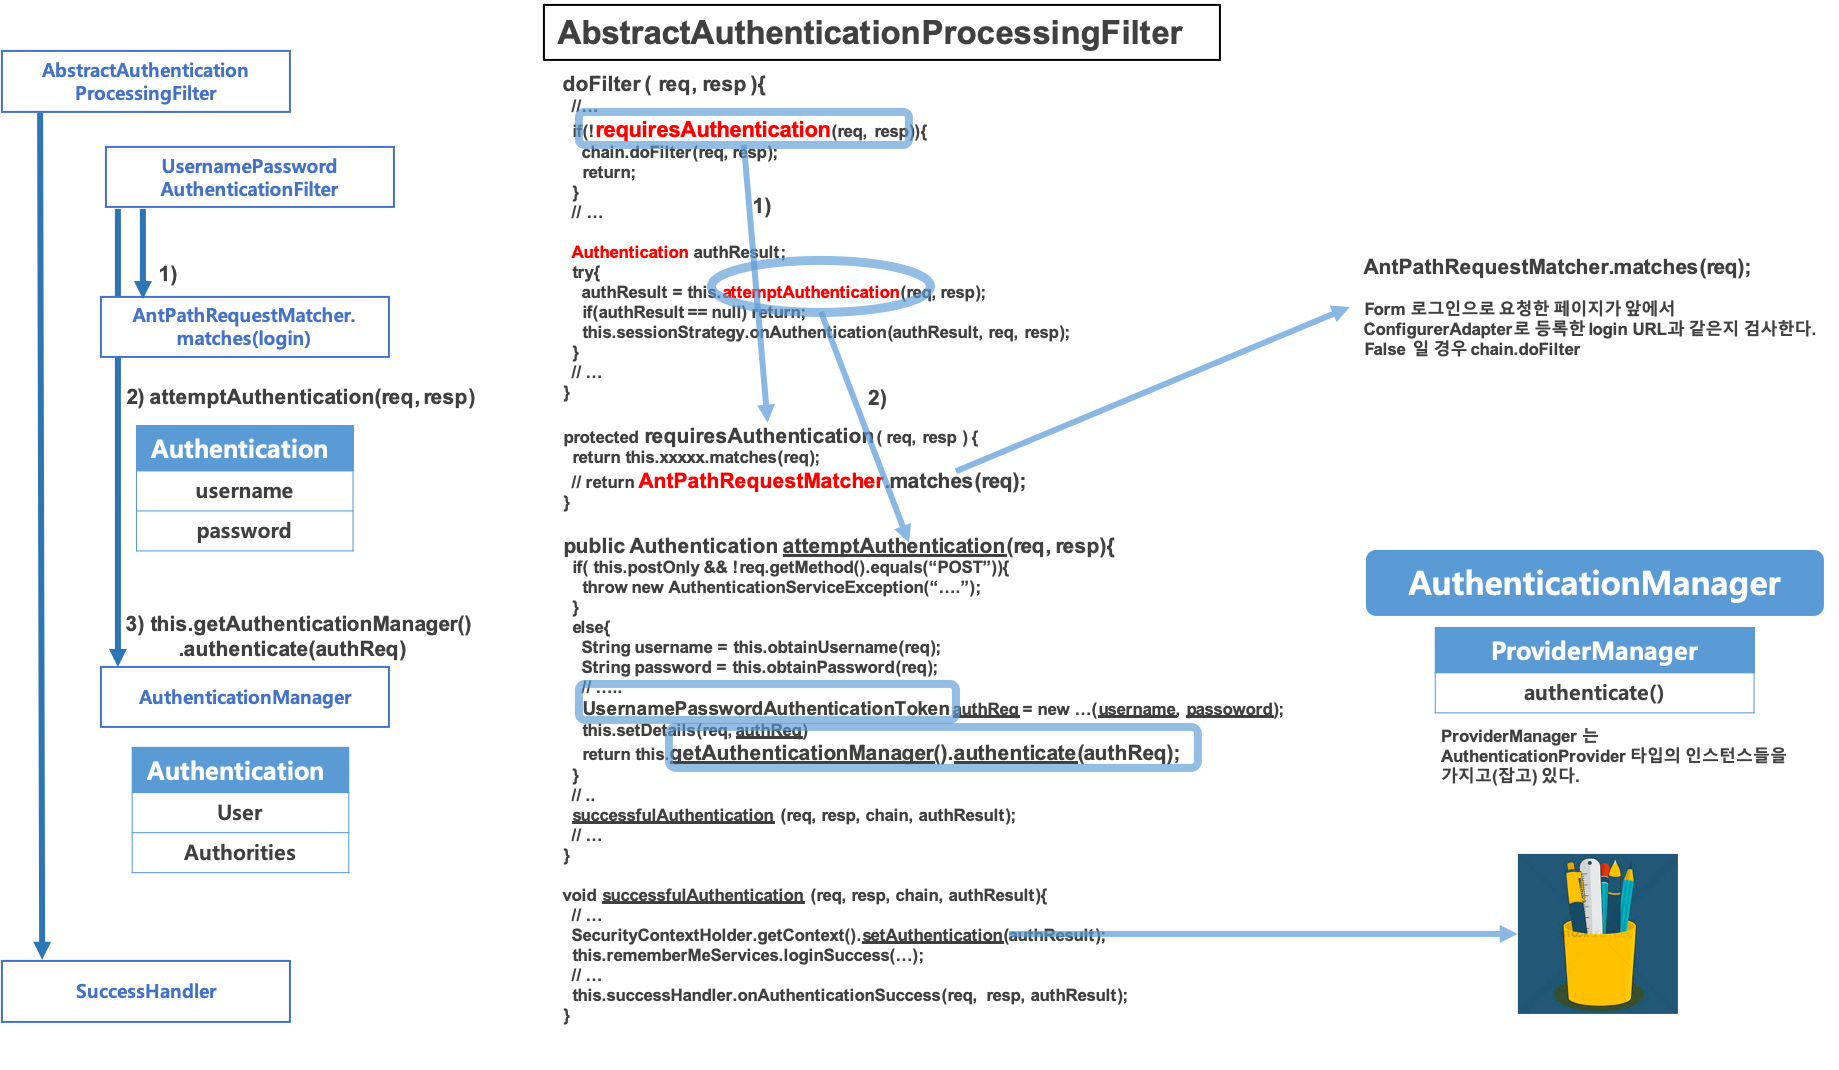 AbstractAuthenticationProcessingFilter
AbstractAuthentication
ProcessingFilter
UsernamePassword
AuthenticationFilter
1)
AntPathRequestMatcher.
matches(login)
2) attemptAuthentication(req, resp)
Authentication
username
password
3) this.getAuthenticationManager()
.authenticate(authReq)
AuthenticationManager
Authentication
User
Authorities
SuccessHandler
doFilter ( req, resp ){
//...
if(!requiresAuthentication(req, resp)){
chain.doFilter(req, resp);
return;
}
// ...
1)
Authentication authResult;
try{
authResult = this.attemptAuthentication(req, resp);
if(authResult == null) return;
this.sessionStrategy.onAuthentication(authResult, req, resp);
}
// ...
}
2)
protected requiresAuthentication ( req, resp ) {
return this.xxxxx.matches(req);
// return AntPathRequestMatcher.matches(req);
}
public Authentication attemptAuthentication(req, resp){
if( this.postOnly && !req.getMethod().equals(“POST”)){
throw new AuthenticationServiceException(“….”);
}
else{
String username = this.obtainUsername(req);
String password = this.obtainPassword(req);
// …..
UsernamePasswordAuthenticationToken authReq = new …(username, passoword);
this.setDetails(req, authReq)
return this.getAuthenticationManager().authenticate(authReq);
}
// ..
successfulAuthentication (req, resp, chain, authResult);
// ...
}
void successfulAuthentication (req, resp, chain, authResult){
// ...
SecurityContextHolder.getContext().setAuthentication(authResult);
this.rememberMeServices.loginSuccess(…);
// ...
this.successHandler.onAuthenticationSuccess(req, resp, authResult);
}
AntPathRequestMatcher.matches(req);
Form 로그인으로 요청한 페이지가 앞에서
ConfigurerAdapter로 등록한 login URL과 같은지 검사한다.
False 일 경우 chain.doFilter
AuthenticationManager
ProviderManager
authenticate()
ProviderManager 는
AuthenticationProvider 타입의 인스턴스들을
가지고(잡고) 있다.